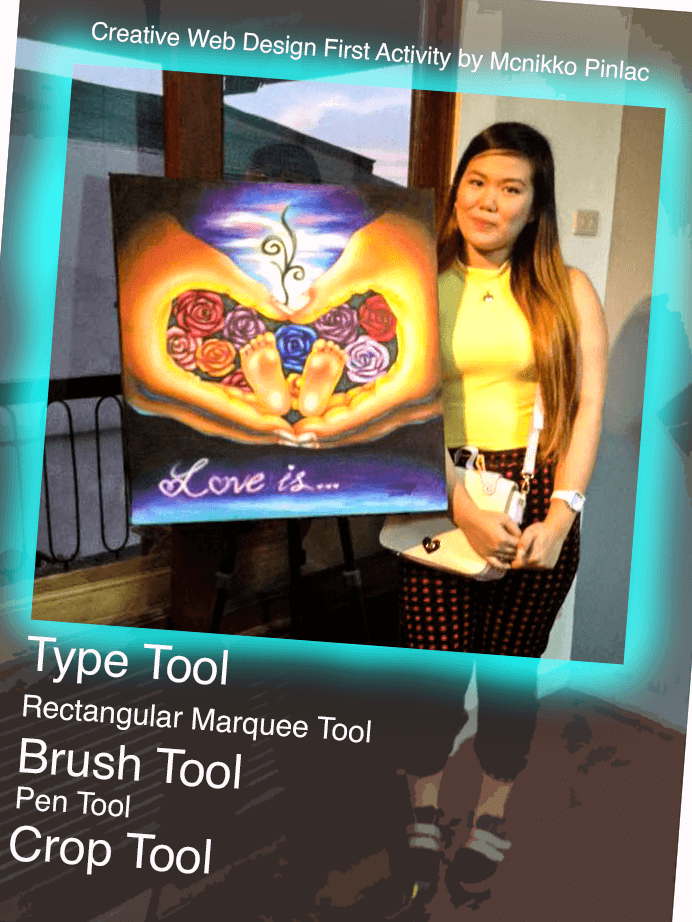 Creative Web Design First Activity by Mcnikko Pinlac
Love is...
Type Tool
Rectangular Marquee Tool
Brush Tool
Pen Tool
Crop Tool